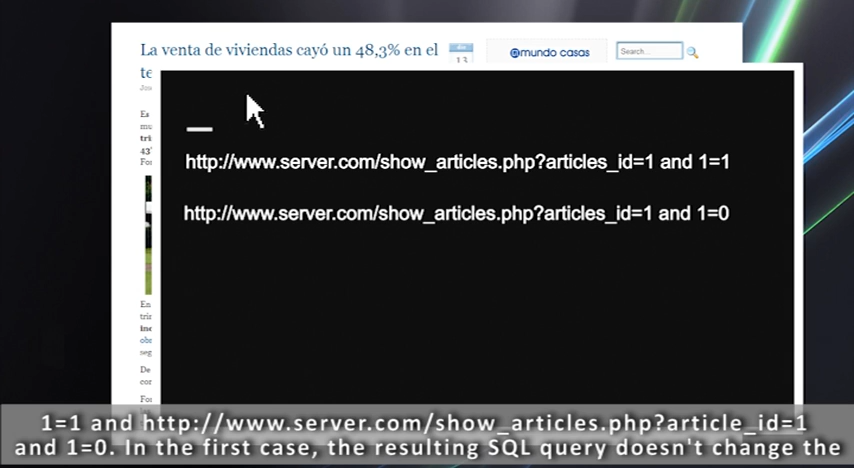 La venta de viviendas cayó un 48,3% en el
te
13
mundo casas
Search...
http://www.server.com/show_articles.php?articles_id=1 and 1=1
http://www.server.com/show_articles.php?articles_id=1 and 1=0
1=1 and http://www.server.com/show_articles.php?article_id=1
and 1=0. In the first case, the resulting SQL query doesn't change the